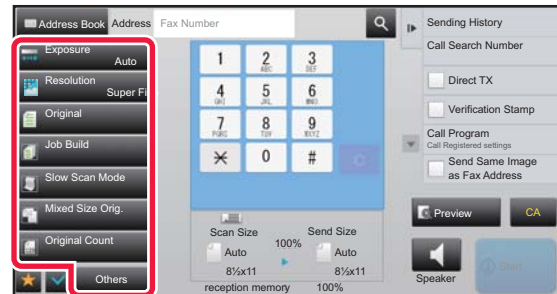 Address Book Address Fax Number
Exposure
Auto
Resolution
Super Fi
Original
Job Build
Slow Scan Mode
Mixed Size Orig.
Original Count
Others
1 2 3
ABC DEF
4 5 6
GHI JKL MNO
7 8 9
PQRS TUV WXYZ
0 #
C
Scan Size
100%
Send Size
Auto
Auto
8½x11
8½x11
reception memory 100%
Sending History
Call Search Number
Direct TX
Verification Stamp
Call Program
Call Registered settings
Send Same Image
as Fax Address
Preview
CA
Speaker
Start